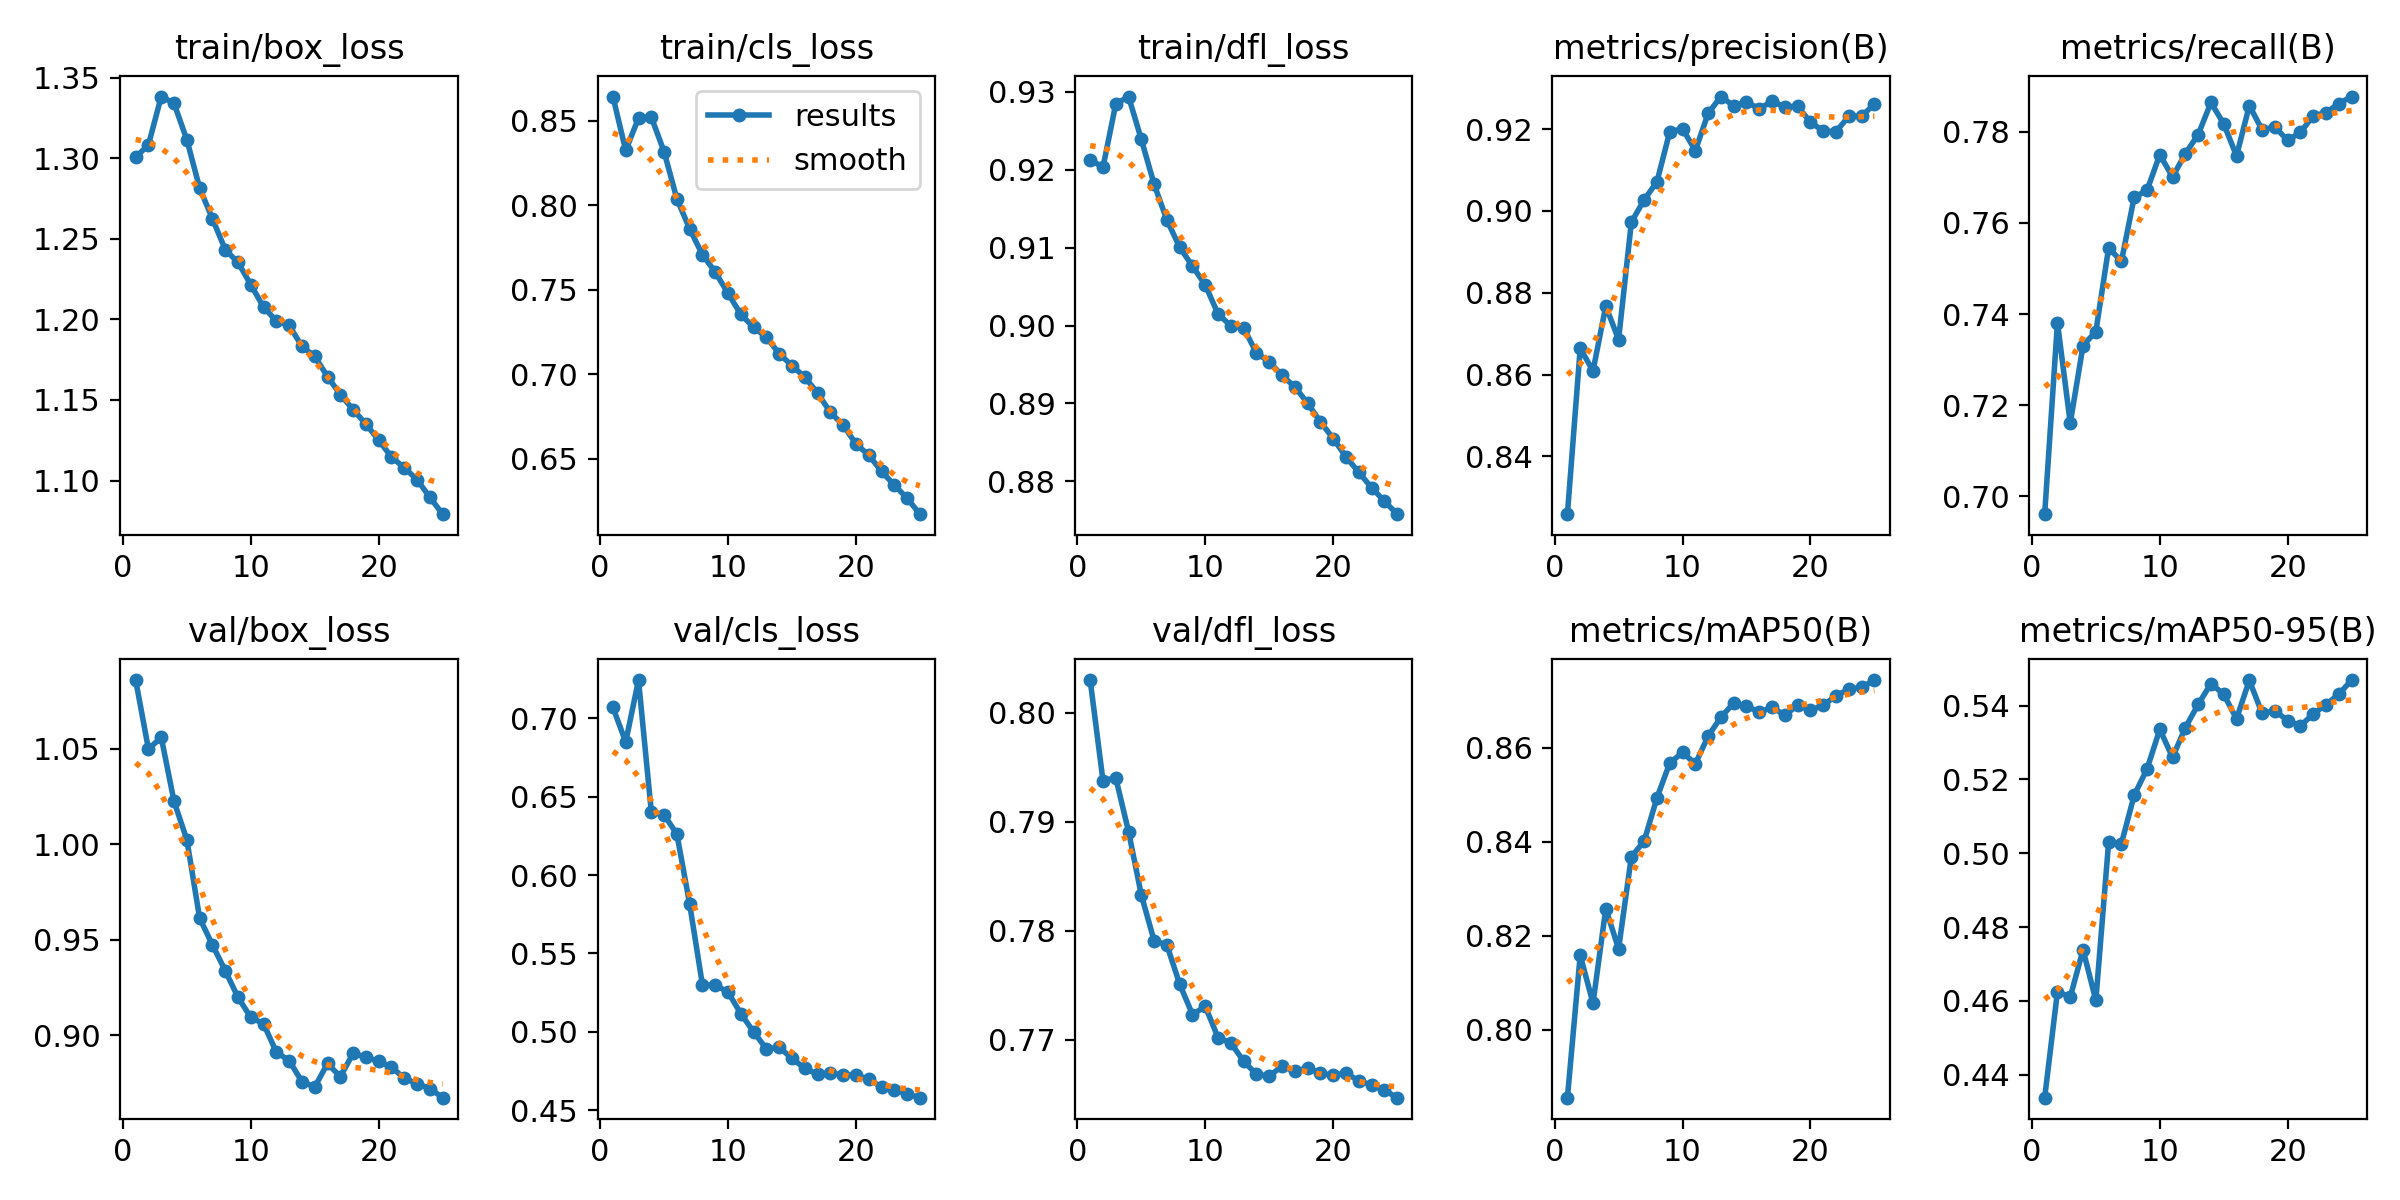 train/box_loss
1.35
1.30
1.25
1.20
1.15
1.10
0 10 20
train/cls_loss
results
smooth
0.85
0.80
0.75
0.70
0.65
0 10 20
train/dfl_loss
0.93
0.92
0.91
0.90
0.89
0.88
0 10 20
metrics/precision(B)
0.92
0.90
0.88
0.86
0.84
0 10 20
metrics/recall(B)
0.78
0.76
0.74
0.72
0.70
0 10 20
val/box_loss
1.05
1.00
0.95
0.90
0 10 20
val/cls_loss
0.70
0.65
0.60
0.55
0.50
0.45
0 10 20
val/dfl_loss
0.80
0.79
0.78
0.77
0 10 20
metrics/mAP50(B)
0.86
0.84
0.82
0.80
0 10 20
metrics/mAP50-95(B)
0.54
0.52
0.50
0.48
0.46
0.44
0 10 20